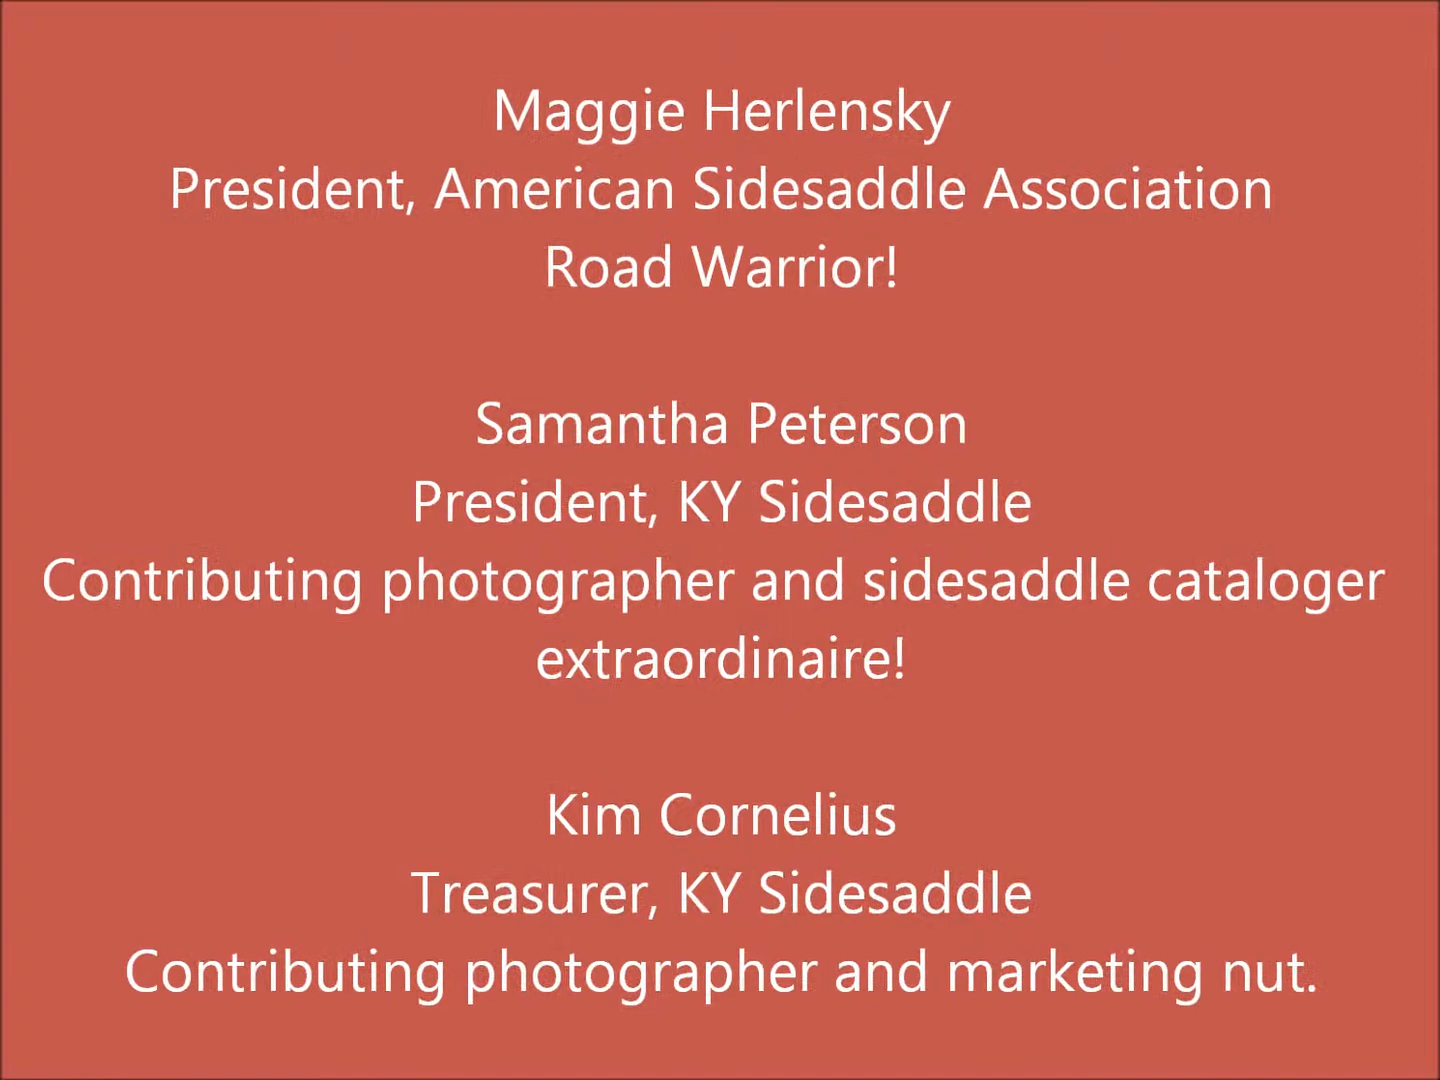 Maggie Herlensky
President, American Sidesaddle Association
Road Warrior!
Samantha Peterson
President, KY Sidesaddle
Contributing photographer and sidesaddle cataloger
extraordinaire!
Kim Cornelius
Treasurer, KY Sidesaddle
Contributing photographer and marketing nut.